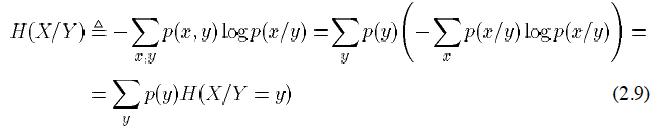 H(X/Y) ≜ −∑_{x;y} p(x, y) log p(x/y) = ∑_y p(y) (−∑_x p(x/y) log p(x/y)) =
= ∑_y p(y)H(X/Y = y) (2.9)